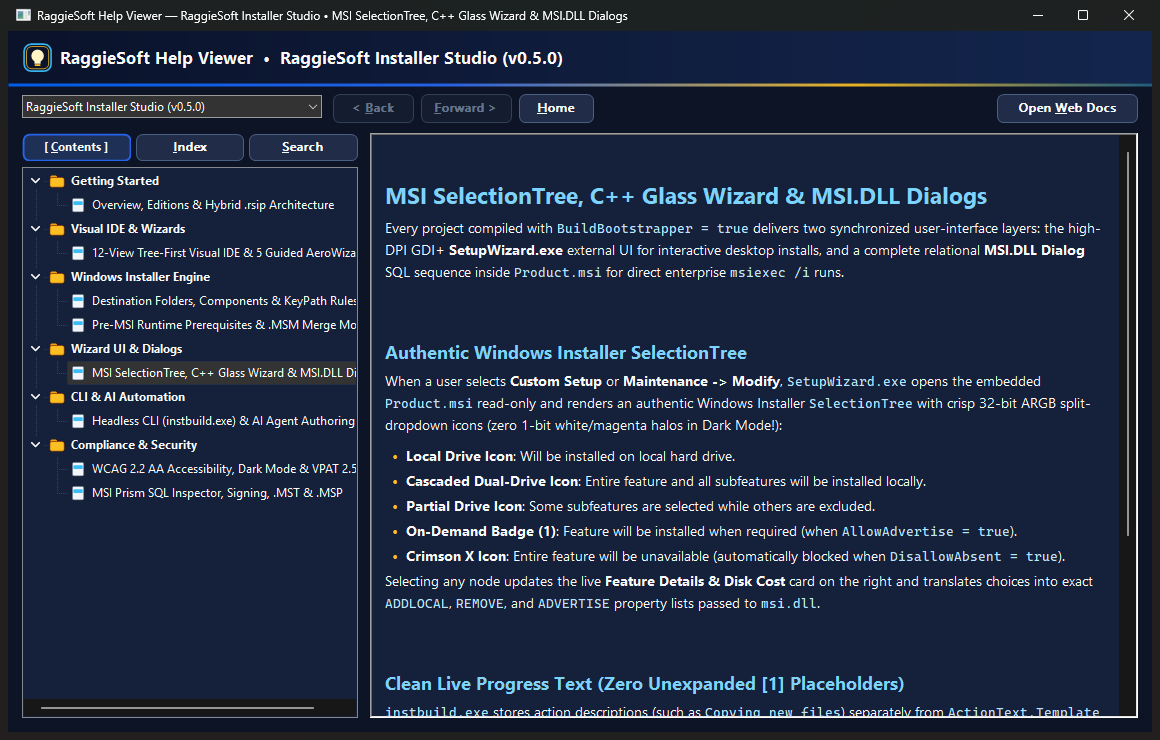 RaggieSoft Help Viewer — RaggieSoft Installer Studio • MSI SelectionTree, C++ Glass Wizard & MSI.DLL Dialogs
RaggieSoft Help Viewer • RaggieSoft Installer Studio (v0.5.0)
RaggieSoft Installer Studio (v0.5.0)
< Back
Forward >
Home
Open Web Docs
[ Contents ]
Index
Search
Getting Started
Overview, Editions & Hybrid .rsip Architecture
Visual IDE & Wizards
12-View Tree-First Visual IDE & 5 Guided AeroWiza
Windows Installer Engine
Destination Folders, Components & KeyPath Rules
Pre-MSI Runtime Prerequisites & .MSM Merge Mo
Wizard UI & Dialogs
MSI SelectionTree, C++ Glass Wizard & MSI.DLL Di
CLI & AI Automation
Headless CLI (instbuild.exe) & AI Agent Authoring
Compliance & Security
WCAG 2.2 AA Accessibility, Dark Mode & VPAT 2.5
MSI Prism SQL Inspector, Signing, .MST & .MSP
MSI SelectionTree, C++ Glass Wizard & MSI.DLL Dialogs
Every project compiled with BuildBootstrapper = true delivers two synchronized user-interface layers: the high-
DPI GDI+ SetupWizard.exe external UI for interactive desktop installs, and a complete relational MSI.DLL Dialog
SQL sequence inside Product.msi for direct enterprise msiexec /i runs.
Authentic Windows Installer SelectionTree
When a user selects Custom Setup or Maintenance -> Modify, SetupWizard.exe opens the embedded
Product.msi read-only and renders an authentic Windows Installer SelectionTree with crisp 32-bit ARGB split-
dropdown icons (zero 1-bit white/magenta halos in Dark Mode!):
• Local Drive Icon: Will be installed on local hard drive.
• Cascaded Dual-Drive Icon: Entire feature and all subfeatures will be installed locally.
• Partial Drive Icon: Some subfeatures are selected while others are excluded.
• On-Demand Badge (1): Feature will be installed when required (when AllowAdvertise = true).
• Crimson X Icon: Entire feature will be unavailable (automatically blocked when DisallowAbsent = true).
Selecting any node updates the live Feature Details & Disk Cost card on the right and translates choices into exact
ADDLOCAL, REMOVE, and ADVERTISE property lists passed to msi.dll.
Clean Live Progress Text (Zero Unexpanded [1] Placeholders)
instbuild.exe stores action descriptions (such as Copying new files) separately from ActionText.Template